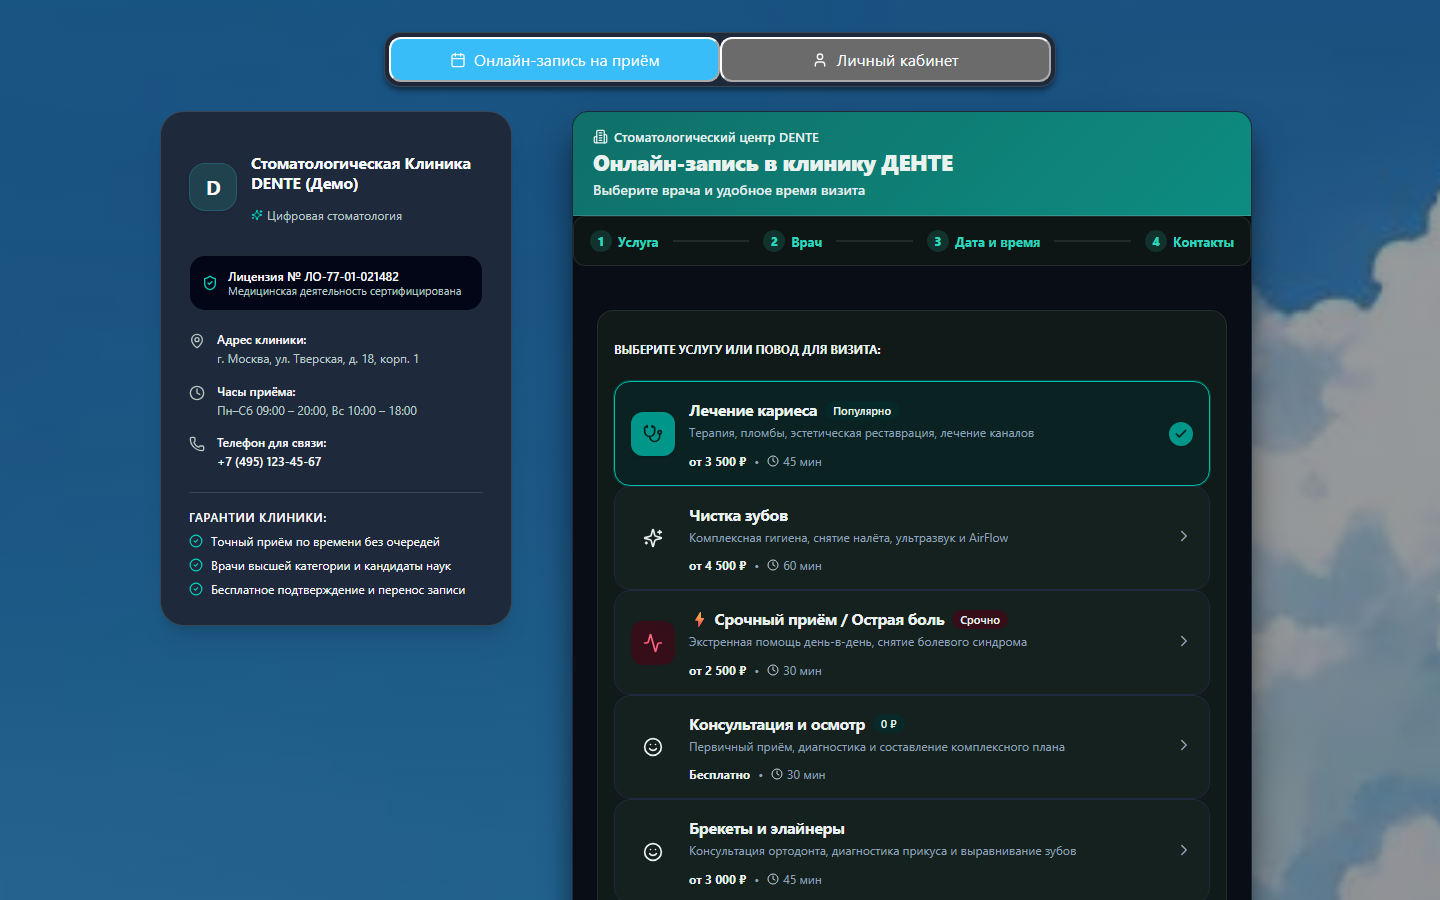 Онлайн-запись на приём
Личный кабинет
Стоматологическая Клиника
DENTE (Демо)
D
Цифровая стоматология
Лицензия № ЛО-77-01-021482
Медицинская деятельность сертифицирована
Адрес клиники:
г. Москва, ул. Тверская, д. 18, корп. 1
Часы приёма:
Пн–Сб 09:00 – 20:00, Вс 10:00 – 18:00
Телефон для связи:
+7 (495) 123-45-67
ГАРАНТИИ КЛИНИКИ:
Точный приём по времени без очередей
Врачи высшей категории и кандидаты наук
Бесплатное подтверждение и перенос записи
Стоматологический центр DENTE
Онлайн-запись в клинику ДЕНТЕ
Выберите врача и удобное время визита
1 Услуга 2 Врач 3 Дата и время 4 Контакты
ВЫБЕРИТЕ УСЛУГУ ИЛИ ПОВОД ДЛЯ ВИЗИТА:
Лечение кариеса Популярно
Терапия, пломбы, эстетическая реставрация, лечение каналов
от 3 500 ₽ • 45 мин
Чистка зубов
Комплексная гигиена, снятие налёта, ультразвук и AirFlow
от 4 500 ₽ • 60 мин
Срочный приём / Острая боль Срочно
Экстренная помощь день-в-день, снятие болевого синдрома
от 2 500 ₽ • 30 мин
Консультация и осмотр 0 ₽
Первичный приём, диагностика и составление комплексного плана
Бесплатно • 30 мин
Брекеты и элайнеры
Консультация ортодонта, диагностика прикуса и выравнивание зубов
от 3 000 ₽ • 45 мин